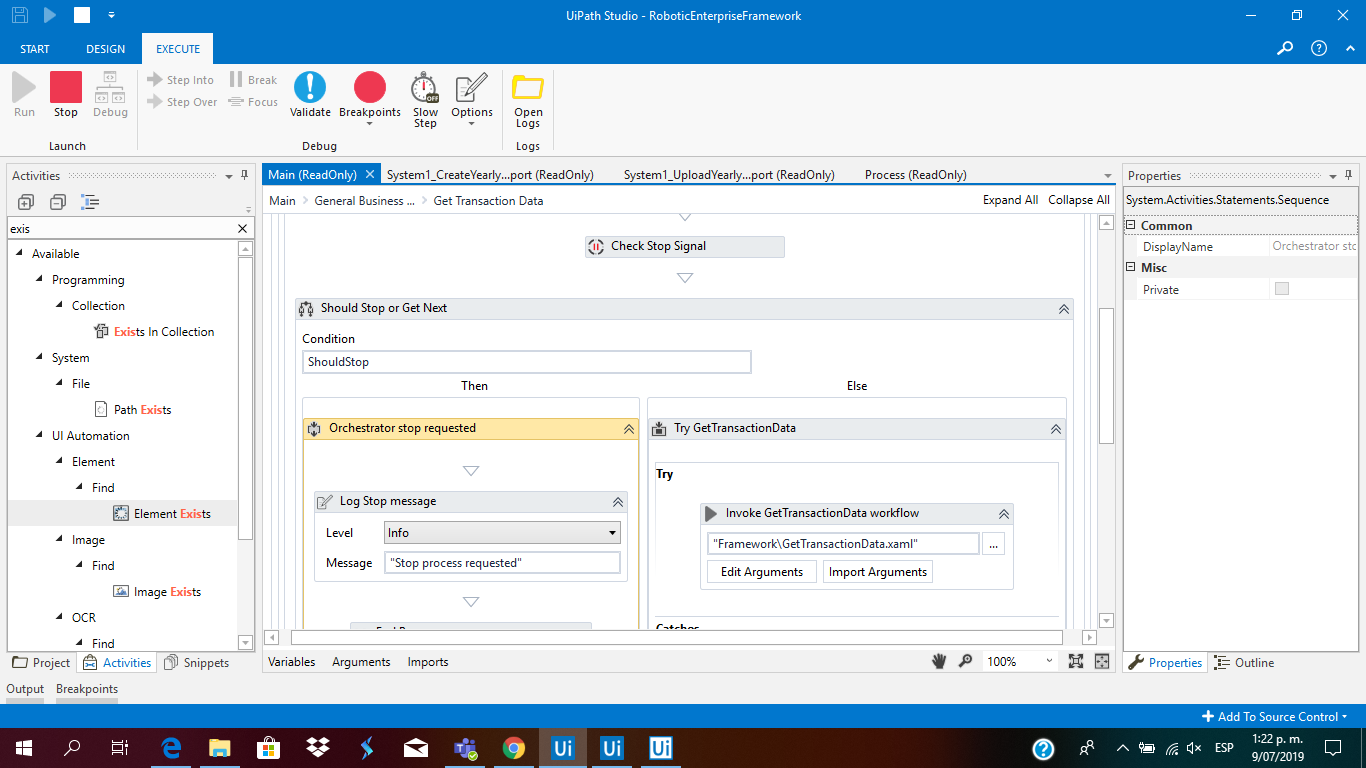 UiPath Studio - RoboticEnterpriseFramework
START DESIGN EXECUTE
Run Stop Debug Step Into Step Over Break Focus Validate Breakpoints Slow Step OFF Options Open Logs
Launch Debug Logs
Activities
exis
Available
Programming
Collection
Exists In Collection
System
File
Path Exists
UI Automation
Element
Find
Element Exists
Image
Find
Image Exists
OCR
Find
Project Activities Snippets
Main (ReadOnly) System1_CreateYearly...port (ReadOnly) System1_UploadYearly...port (ReadOnly) Process (ReadOnly)
Main > General Business ... > Get Transaction Data Expand All Collapse All
Check Stop Signal
Should Stop or Get Next
Condition
ShouldStop
Then Else
Orchestrator stop requested
Log Stop message
Level Info
Message "Stop process requested"
Try GetTransactionData
Try
Invoke GetTransactionData workflow
"Framework\GetTransactionData.xaml" ...
Edit Arguments Import Arguments
Catches
Variables Arguments Imports 100%
Properties
System.Activities.Statements.Sequence
Common
DisplayName Orchestrator sto
Misc
Private
Properties Outline
Output Breakpoints
Add To Source Control
Ui Ui Ui
ESP
1:22 p. m.
9/07/2019